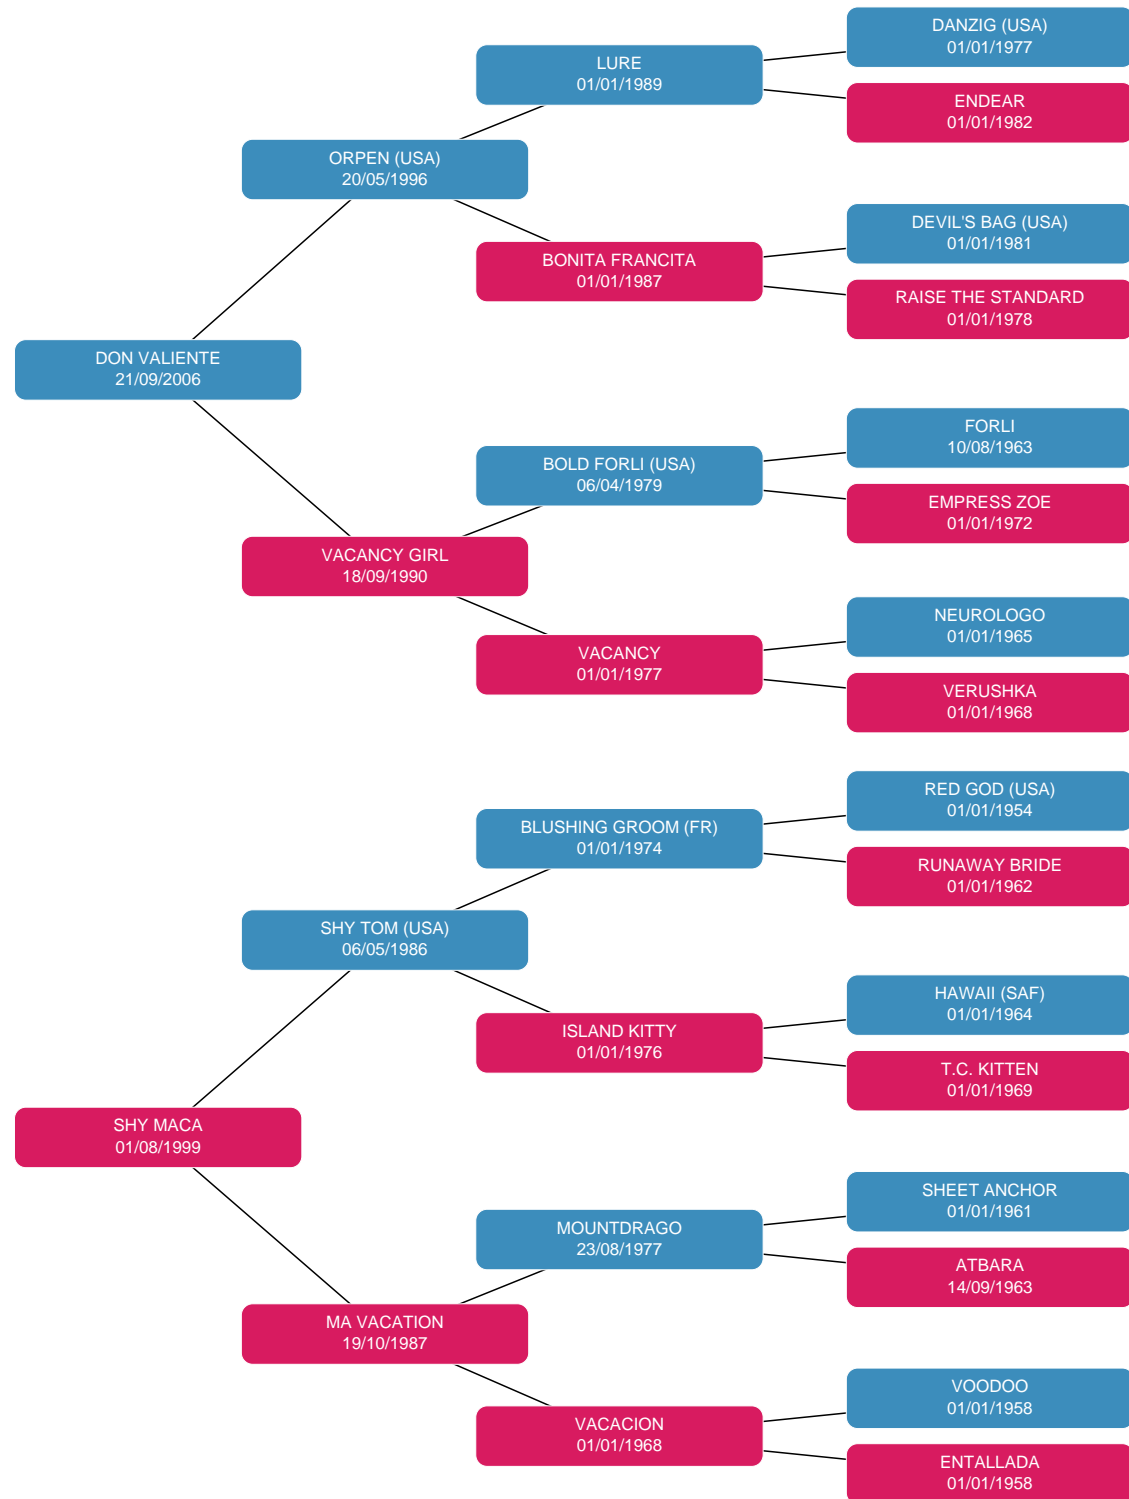 DANZIG (USA)
01/01/1977
LURE
01/01/1989
ENDEAR
01/01/1982
ORPEN (USA)
20/05/1996
DEVIL'S BAG (USA)
01/01/1981
BONITA FRANCITA
01/01/1987
RAISE THE STANDARD
01/01/1978
DON VALIENTE
21/09/2006
FORLI
10/08/1963
BOLD FORLI (USA)
06/04/1979
EMPRESS ZOE
01/01/1972
VACANCY GIRL
18/09/1990
NEUROLOGO
01/01/1965
VACANCY
01/01/1977
VERUSHKA
01/01/1968
RED GOD (USA)
01/01/1954
BLUSHING GROOM (FR)
01/01/1974
RUNAWAY BRIDE
01/01/1962
SHY TOM (USA)
06/05/1986
HAWAII (SAF)
01/01/1964
ISLAND KITTY
01/01/1976
T.C. KITTEN
01/01/1969
SHY MACA
01/08/1999
SHEET ANCHOR
01/01/1961
MOUNTDRAGO
23/08/1977
ATBARA
14/09/1963
MA VACATION
19/10/1987
VOODOO
01/01/1958
VACACION
01/01/1968
ENTALLADA
01/01/1958